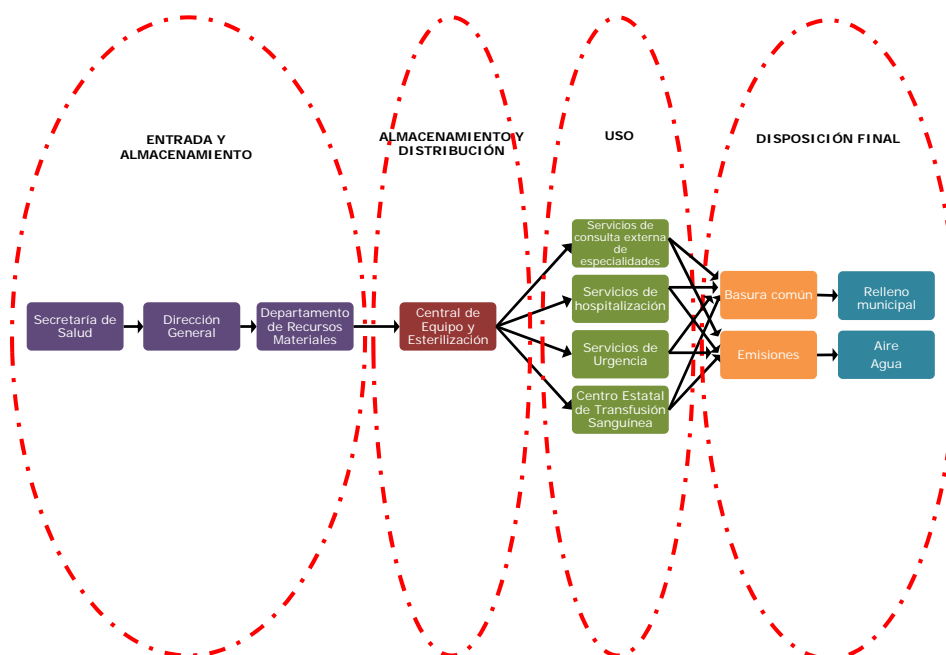 ENTRADA Y
ALMACENAMIENTO
ALMACENAMIENTO Y
DISTRIBUCIÓN
USO
DISPOSICIÓN FINAL
Secretaría de
Salud
Dirección
General
Departamento
de Recursos
Materiales
Central de
Equipo y
Esterilización
Servicios de
consulta externa
de
especialidades
Servicios de
hospitalización
Servicios de
Urgencia
Centro Estatal
de Transfusión
Sanguínea
Basura común
Emisiones
Relleno
municipal
Aire
Agua